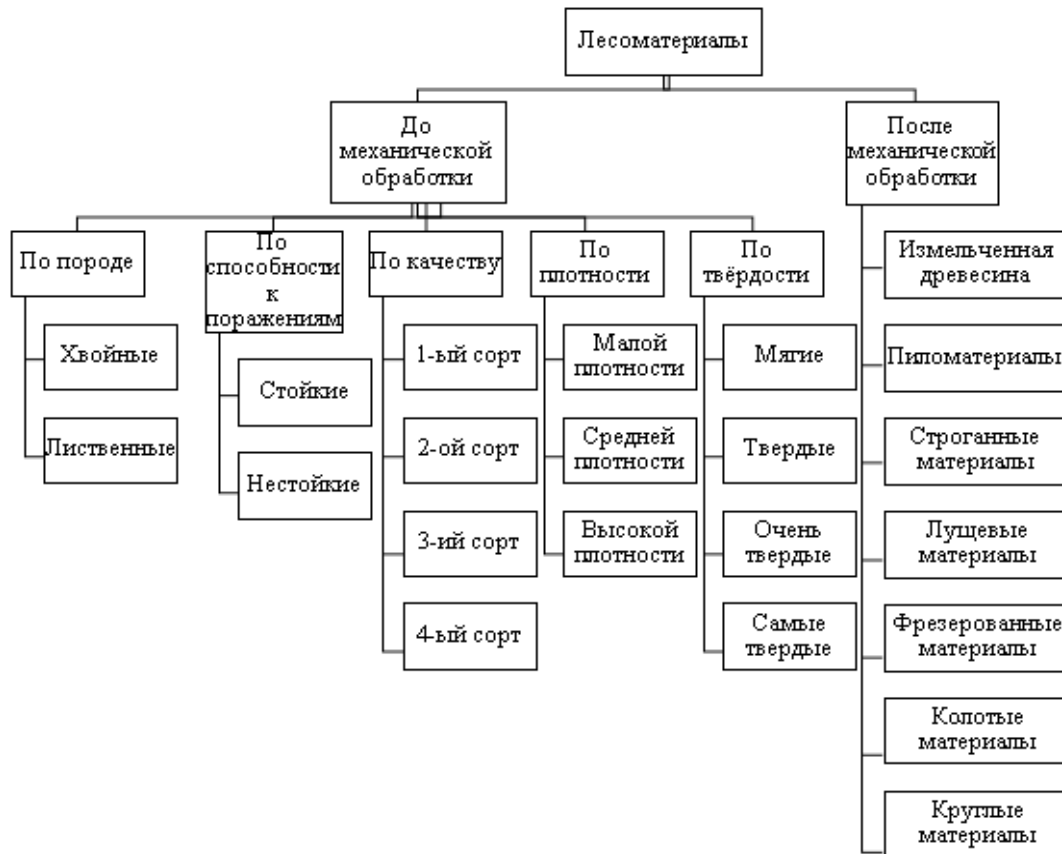 Лесоматериалы
До
механической
обработки
После
механической
обработки
По породе
Хвойные
Лиственные
По
способности
к
поражениям
Стойкие
Нестойкие
По качеству
1-ый сорт
2-ой сорт
3-ий сорт
4-ый сорт
По
плотности
Малой
плотности
Средней
плотности
Высокой
плотности
По
твёрдости
Мягие
Твердые
Очень
твердые
Самые
твердые
Измельченная
древесина
Пиломатериалы
Строганные
материалы
Лущевые
материалы
Фрезерованные
материалы
Колотые
материалы
Круглые
материалы